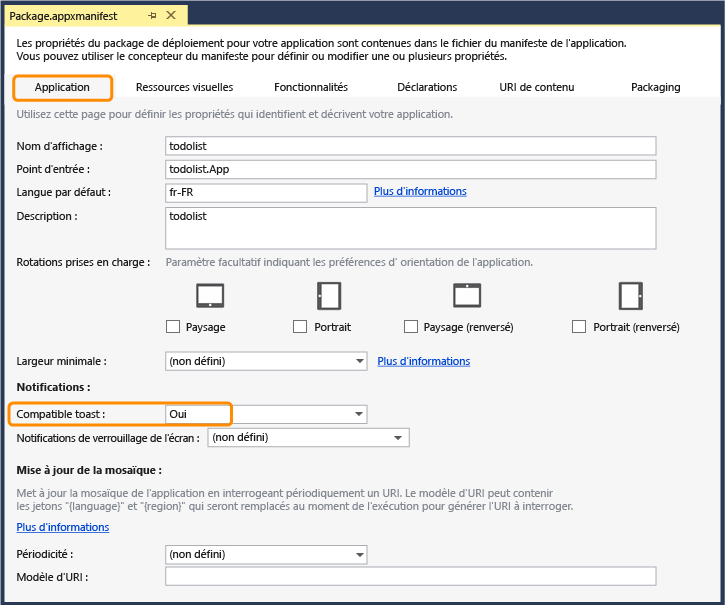 Package.appxmanifest
Les propriétés du package de déploiement pour votre application sont contenues dans le fichier du manifeste de l'application.
Vous pouvez utiliser le concepteur du manifeste pour définir ou modifier une ou plusieurs propriétés.
Application Ressources visuelles Fonctionnalités Déclarations URI de contenu Packaging
Utilisez cette page pour définir les propriétés qui identifient et décrivent votre application.
Nom d'affichage : todolist
Point d'entrée : todolist.App
Langue par défaut : fr-FR Plus d'informations
Description : todolist
Rotations prises en charge : Paramètre facultatif indiquant les préférences d' orientation de l'application.
Paysage Portrait Paysage (renversé) Portrait (renversé)
Largeur minimale : (non défini) Plus d'informations
Notifications :
Compatible toast : Oui
Notifications de verrouillage de l'écran : (non défini)
Mise à jour de la mosaïque :
Met à jour la mosaïque de l'application en interrogeant périodiquement un URI. Le modèle d'URI peut contenir
les jetons "{language}" et "{region}" qui seront remplacés au moment de l'exécution pour générer l'URI à interroger.
Plus d'informations
Périodicité : (non défini)
Modèle d'URI :